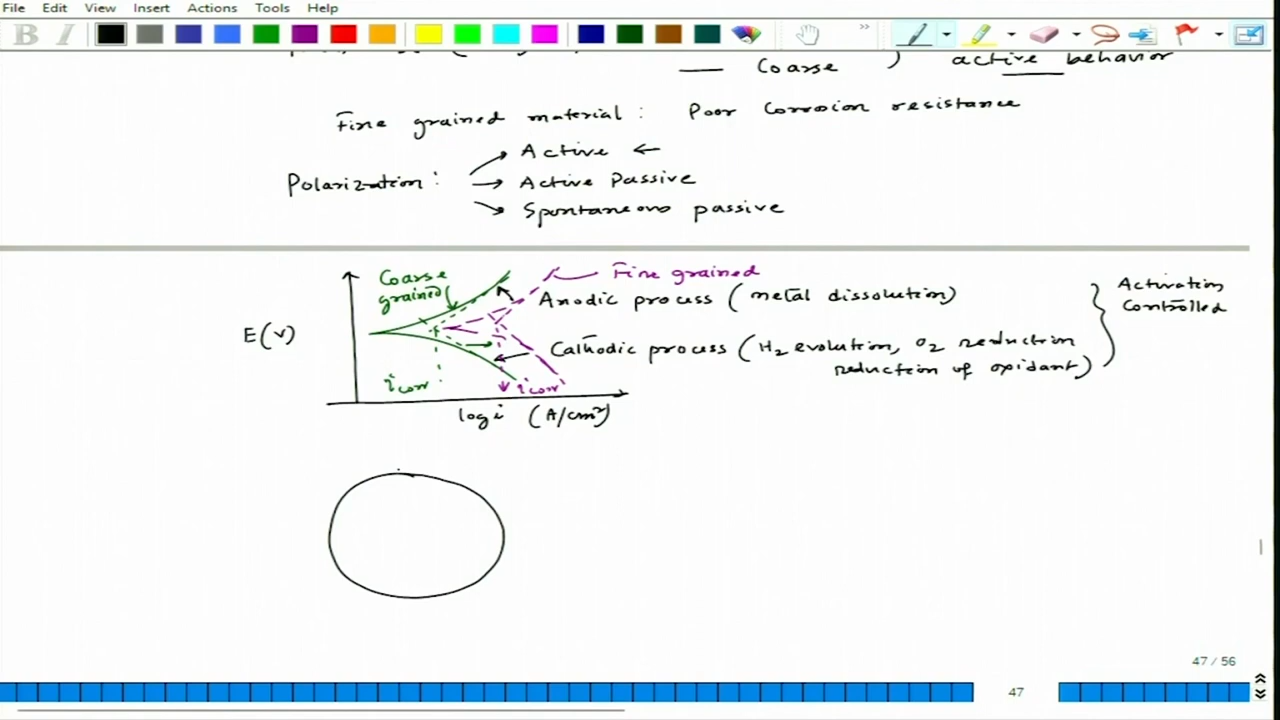 File Edit View Insert Actions Tools Help
B I
Coarse ) active behavior
Fine grained material : Poor Corrosion resistance
Polarization :
Active ←
→ Active Passive
Spontaneous passive
E(V)
Coarse grained
Fine grained
Anodic process (metal dissolution)
Cathodic process (H2 evolution, O2 reduction
reduction of oxidant)
Activation
Controlled
icorr
icorr
log i (A/cm²)
47 / 56
47